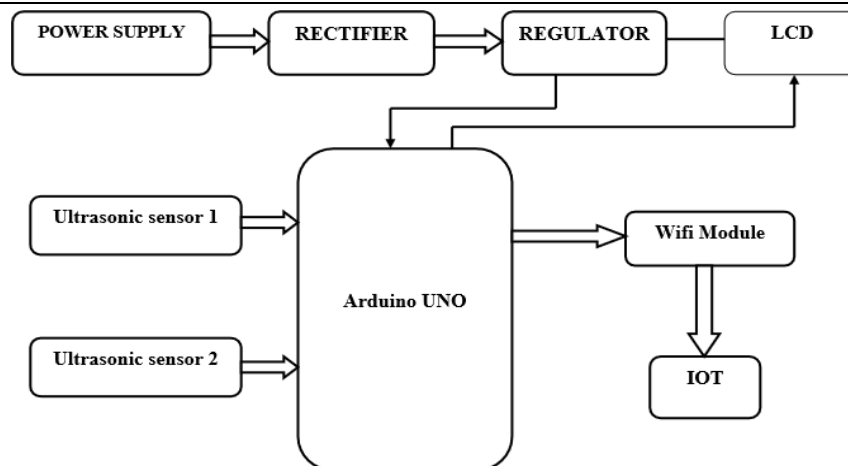 POWER SUPPLY
RECTIFIER
REGULATOR
LCD
Ultrasonic sensor 1
Wifi Module
Arduino UNO
Ultrasonic sensor 2
IOT